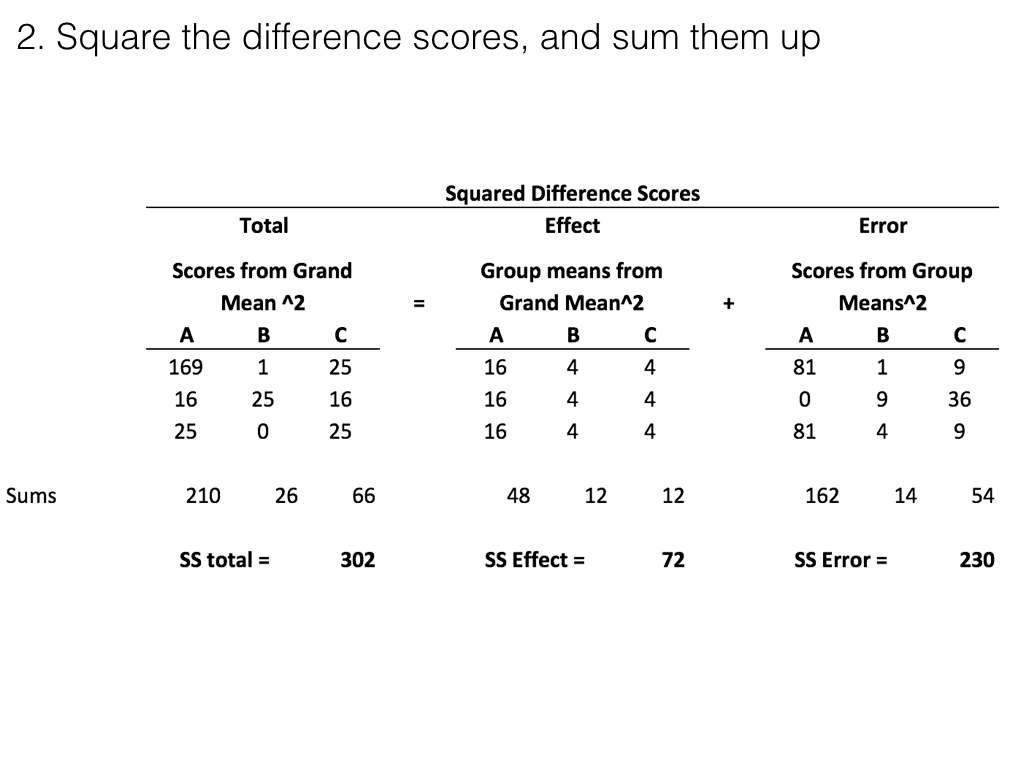 2. Square the difference scores, and sum them up
Squared Difference Scores
Total Effect Error
Scores from Grand Group means from Scores from Group
Mean ^2 = Grand Mean^2 + Means^2
A B C A B C A B C
169 1 25 16 4 4 81 1 9
16 25 16 16 4 4 0 9 36
25 0 25 16 4 4 81 4 9
Sums 210 26 66 48 12 12 162 14 54
SS total = 302 SS Effect = 72 SS Error = 230